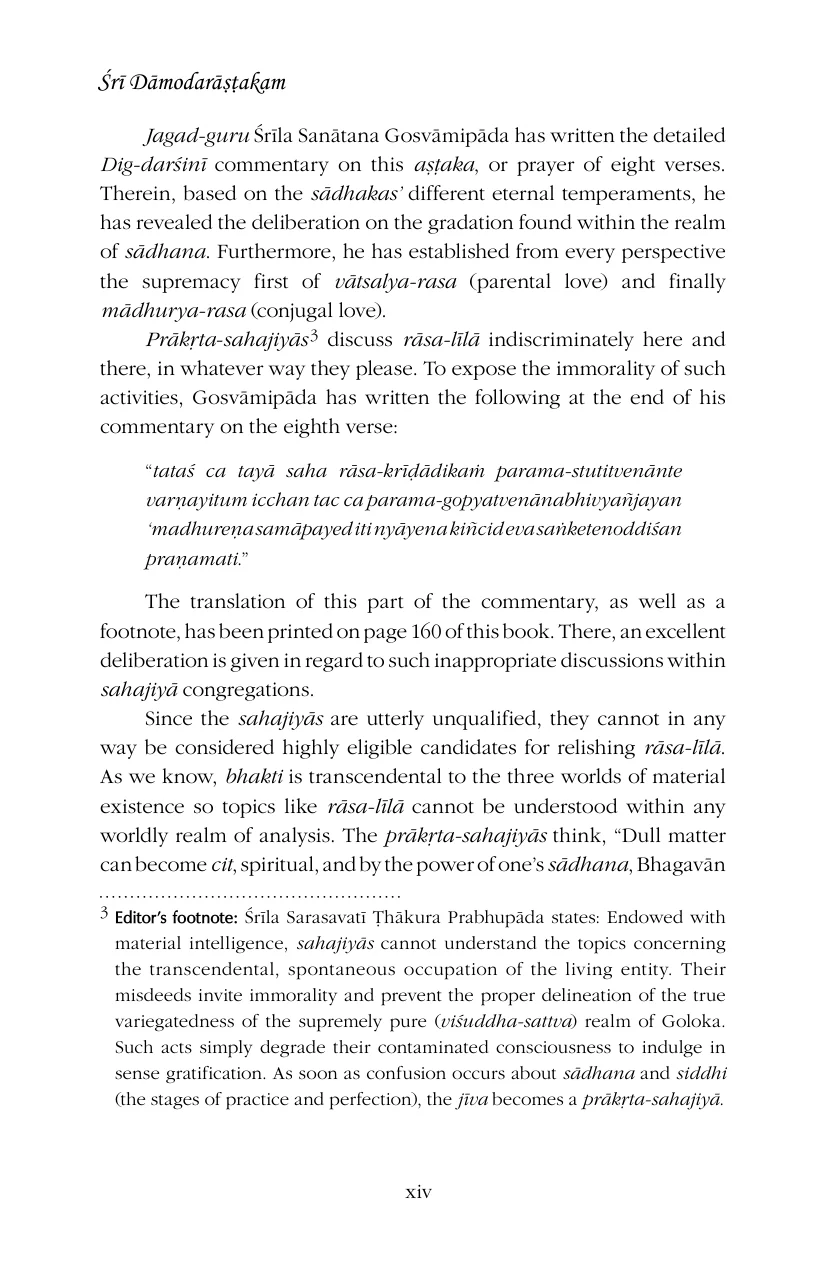 Śrī Dāmodarāṣṭakam
Jagad-guru Śrīla Sanātana Gosvāmipāda has written the detailed
Dig-darśinī commentary on this aṣṭaka, or prayer of eight verses.
Therein, based on the sādhakas’ different eternal temperaments, he
has revealed the deliberation on the gradation found within the realm
of sādhana. Furthermore, he has established from every perspective
the supremacy first of vātsalya-rasa (parental love) and finally
mādhurya-rasa (conjugal love).
Prākṛta-sahajiyās3 discuss rāsa-līlā indiscriminately here and
there, in whatever way they please. To expose the immorality of such
activities, Gosvāmipāda has written the following at the end of his
commentary on the eighth verse:
“tataś ca tayā saha rāsa-krīḍādikaṁ parama-stutitvenānte
varṇayitum icchan tac ca parama-gopyatvenānabhivyañjayan
‘madhureṇa samāpayed iti nyāyena kiñcid eva saṅketenoddiśan
praṇamati.”
The translation of this part of the commentary, as well as a
footnote, has been printed on page 160 of this book. There, an excellent
deliberation is given in regard to such inappropriate discussions within
sahajiyā congregations.
Since the sahajiyās are utterly unqualified, they cannot in any
way be considered highly eligible candidates for relishing rāsa-līlā.
As we know, bhakti is transcendental to the three worlds of material
existence so topics like rāsa-līlā cannot be understood within any
worldly realm of analysis. The prākṛta-sahajiyās think, “Dull matter
can become cit, spiritual, and by the power of one’s sādhana, Bhagavān
3 Editor’s footnote: Śrīla Sarasavatī Ṭhākura Prabhupāda states: Endowed with
material intelligence, sahajiyās cannot understand the topics concerning
the transcendental, spontaneous occupation of the living entity. Their
misdeeds invite immorality and prevent the proper delineation of the true
variegatedness of the supremely pure (viśuddha-sattva) realm of Goloka.
Such acts simply degrade their contaminated consciousness to indulge in
sense gratification. As soon as confusion occurs about sādhana and siddhi
(the stages of practice and perfection), the jīva becomes a prākṛta-sahajiyā.
xiv